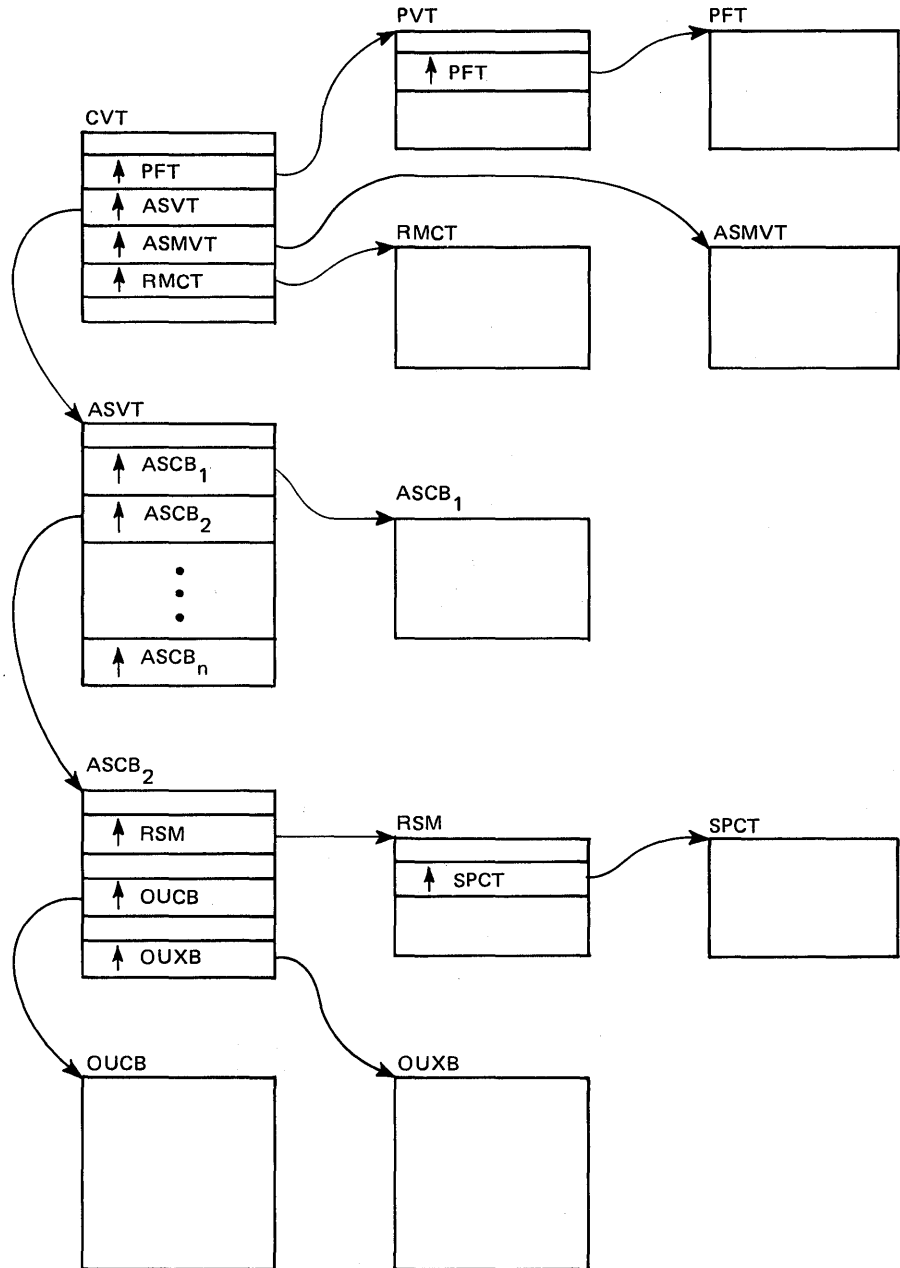 PVT
PFT
↑ PFT
CVT
↑ PFT
↑ ASVT
↑ ASMVT
↑ RMCT
RMCT
ASMVT
ASVT
↑ ASCB1
↑ ASCB2
↑ ASCBn
ASCB1
ASCB2
↑ RSM
↑ OUCB
↑ OUXB
RSM
↑ SPCT
SPCT
OUCB
OUXB